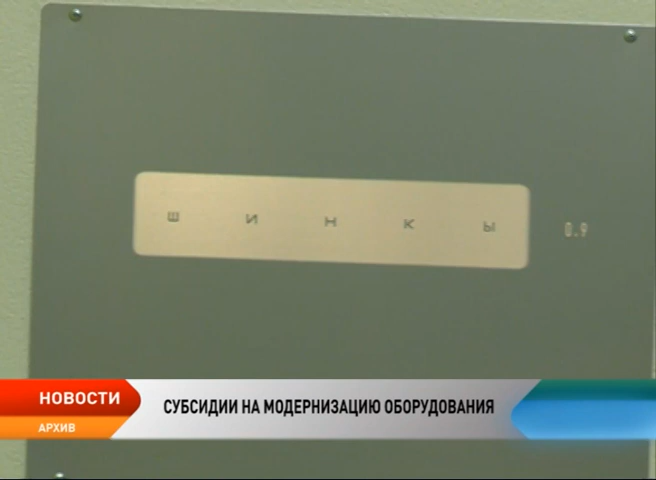 Ш И Н К Ы 0.9
НОВОСТИ
АРХИВ
СУБСИДИИ НА МОДЕРНИЗАЦИЮ ОБОРУДОВАНИЯ